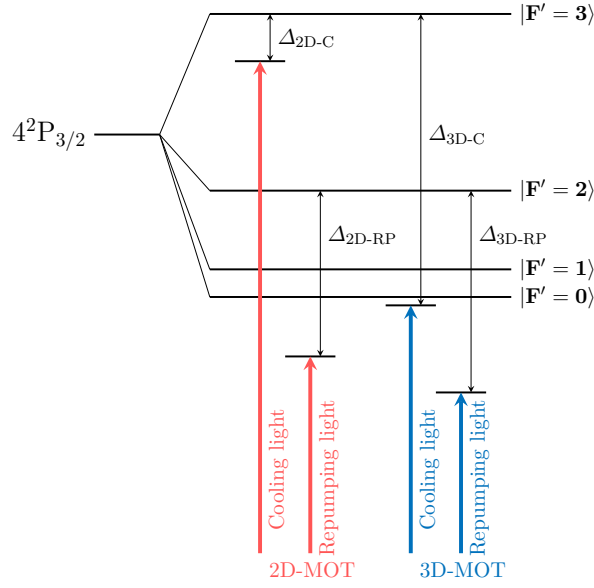 |F′ = 3⟩
Δ2D-C
4²P3/2
Δ3D-C
|F′ = 2⟩
Δ2D-RP
Δ3D-RP
|F′ = 1⟩
|F′ = 0⟩
Cooling light
Repumping light
Cooling light
Repumping light
2D-MOT
3D-MOT